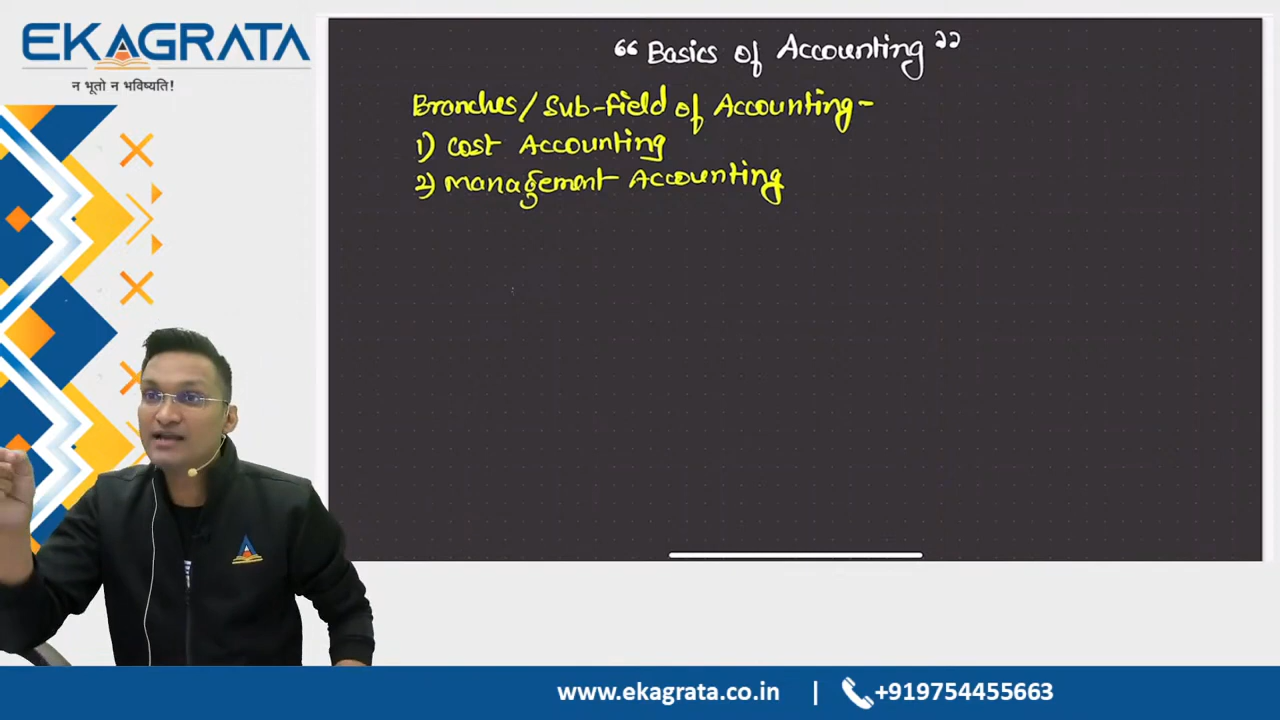 EKAGRATA
न भूतो न भविष्यति!
“ Basics of Accounting ”
Branches/Sub-field of Accounting-
1) Cost Accounting
2) Management Accounting
www.ekagrata.co.in | +919754455663